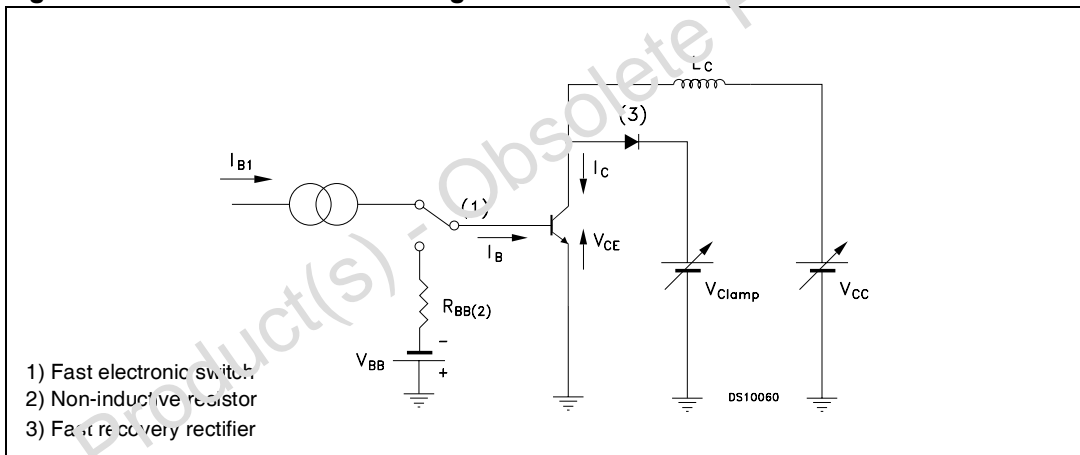 (3)
I_B1
I_C
(1)
I_B
V_CE
V_Clamp
V_CC
R_BB(2)
V_BB
-
+
1) Fast electronic switch
2) Non-inductive resistor
3) Fast recovery rectifier
DS10060
Product(s) - Obsolete